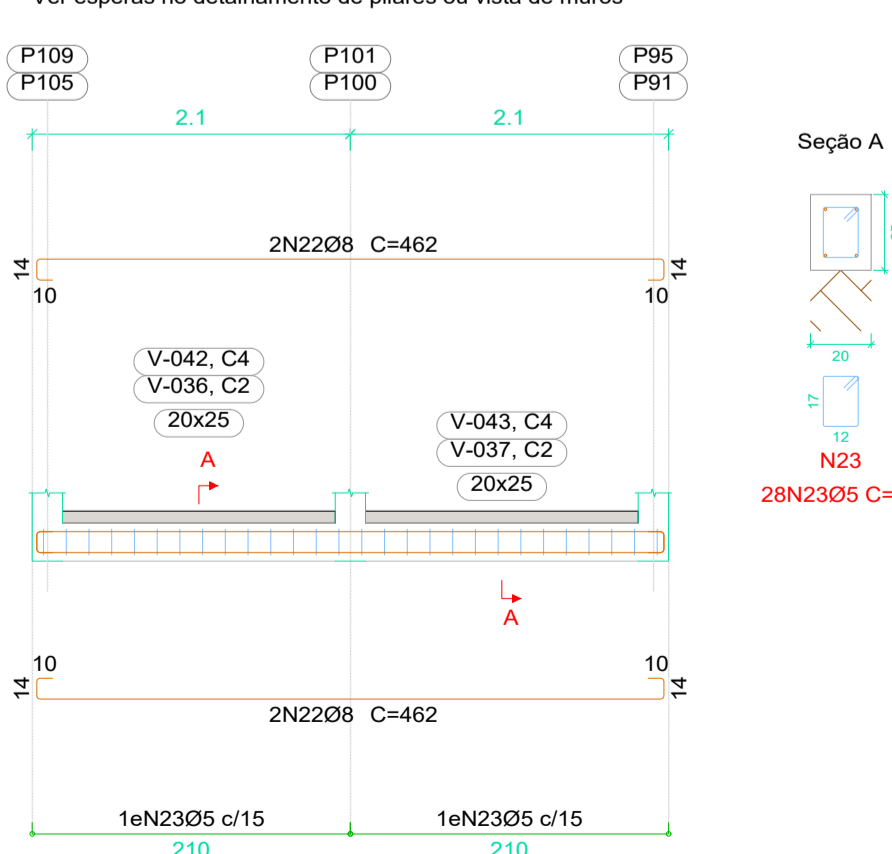 Ver esperas no detalhamento de pilares ou vista de muros
P109
P105
P101
P100
P95
P91
2.1
2.1
Seção A
2N22Ø8 C=462
14
10
10
14
20
17
12
N23
28N23Ø5 C=
V-042, C4
V-036, C2
20x25
A
V-043, C4
V-037, C2
20x25
A
10
14
10
14
2N22Ø8 C=462
1eN23Ø5 c/15
210
1eN23Ø5 c/15
210